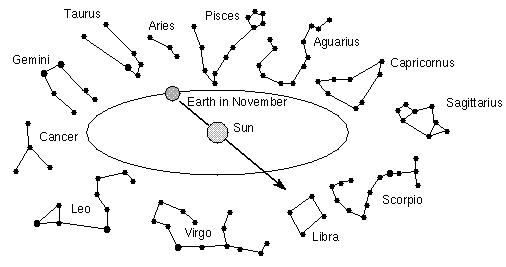 Taurus
Aries
Pisces
Aguarius
Gemini
Capricornus
Earth in November
Sagittarius
Sun
Cancer
Leo
Virgo
Libra
Scorpio